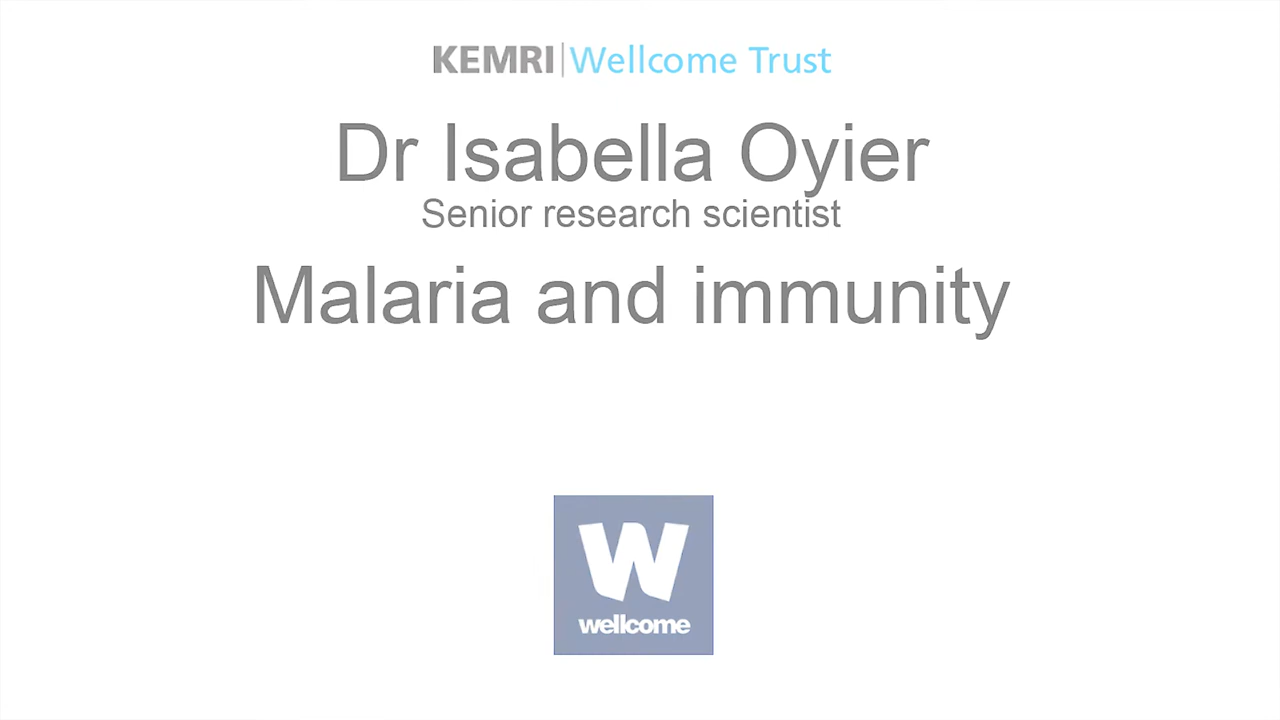 KEMRI|Wellcome Trust
Dr Isabella Oyier
Senior research scientist
Malaria and immunity
W
wellcome